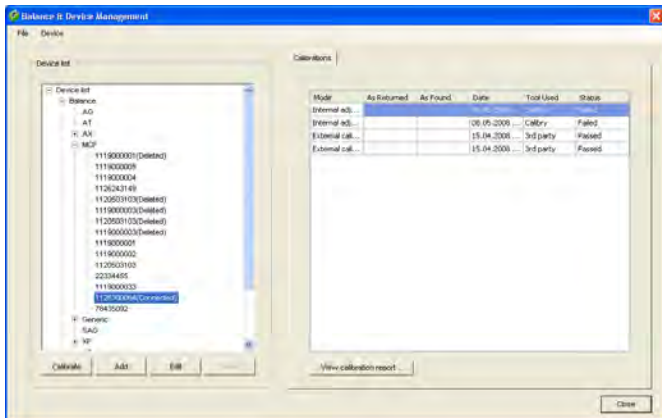 Balance & Device Management
File Device
Device list
Calibrations
Device list
Balance
AG
AT
AX
MCP
1119000001(Deleted)
1119000009
1119000004
1126243149
1120503103(Deleted)
1119000003(Deleted)
1120503103(Deleted)
1119000003(Deleted)
1119000001
1119000002
1120503103
22334455
1119000033
(Connected)
78435092
Generic
SAG
XP
Calibrate Add Edit
Mode As Returned As Found Date Tool Used Status
Internal adj... Failed
Internal adj... 08.05.2008 ... Calibry Failed
External cali... 15.04.2008 ... 3rd party Passed
External cali... 15.04.2008 ... 3rd party Passed
View calibration report ...
Close